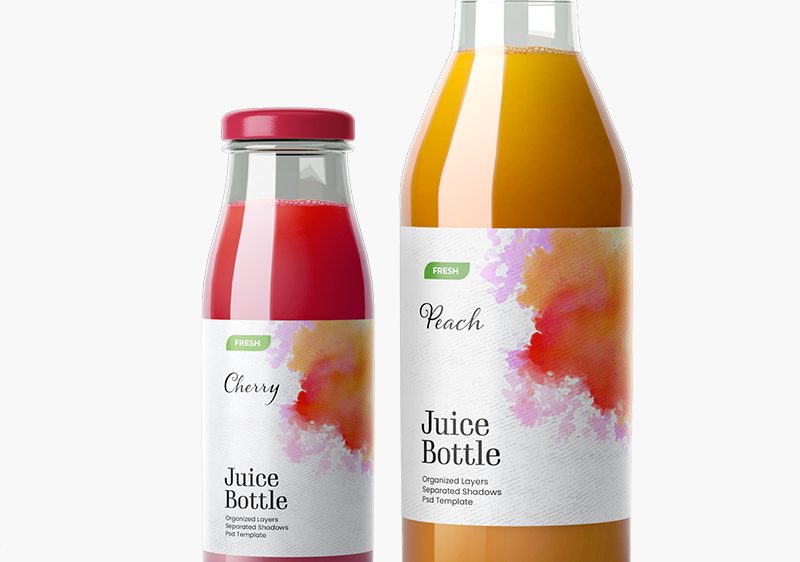 FRESH
Cherry
Juice
Bottle
Organized Layers
Separated Shadows
Psd Template
FRESH
Peach
Juice
Bottle
Organized Layers
Separated Shadows
Psd Template